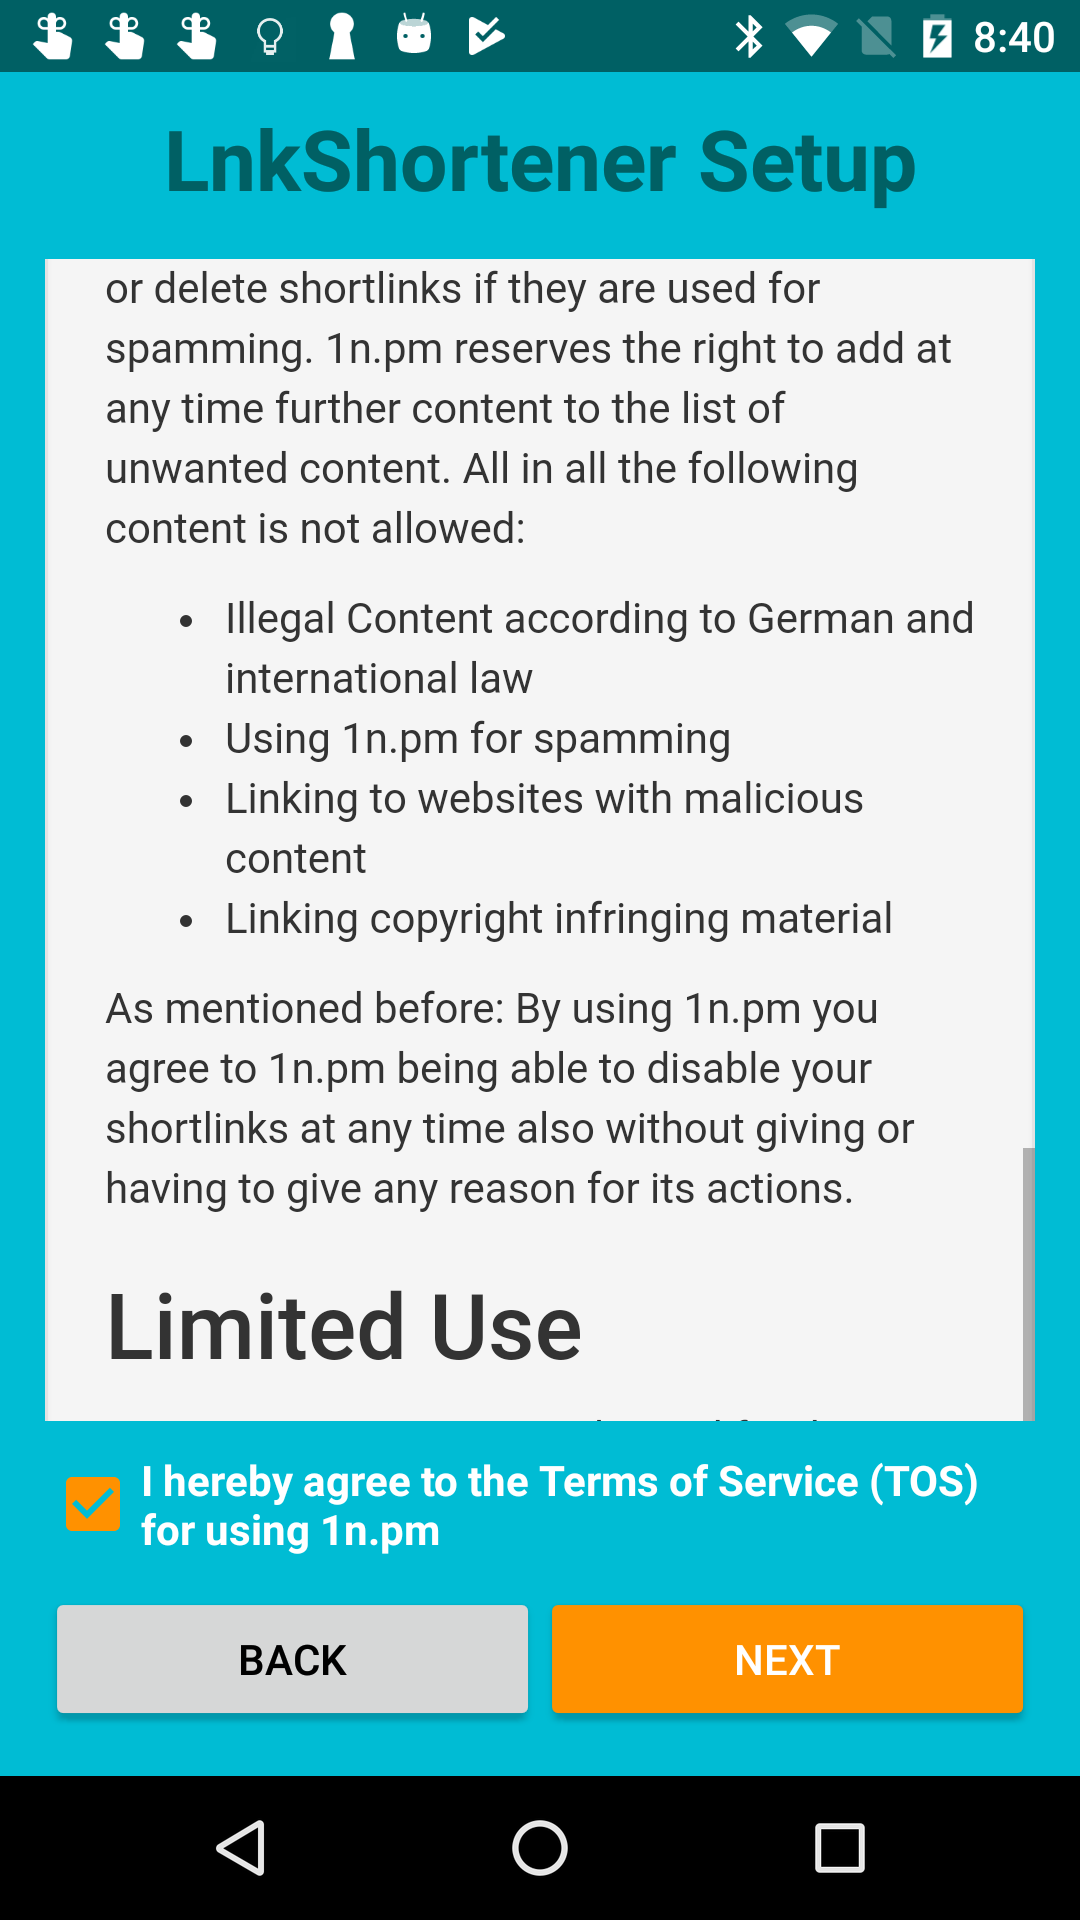 8:40
LnkShortener Setup
or delete shortlinks if they are used for
spamming. 1n.pm reserves the right to add at
any time further content to the list of
unwanted content. All in all the following
content is not allowed:
• Illegal Content according to German and
international law
• Using 1n.pm for spamming
• Linking to websites with malicious
content
• Linking copyright infringing material
As mentioned before: By using 1n.pm you
agree to 1n.pm being able to disable your
shortlinks at any time also without giving or
having to give any reason for its actions.
Limited Use
I hereby agree to the Terms of Service (TOS)
for using 1n.pm
BACK
NEXT